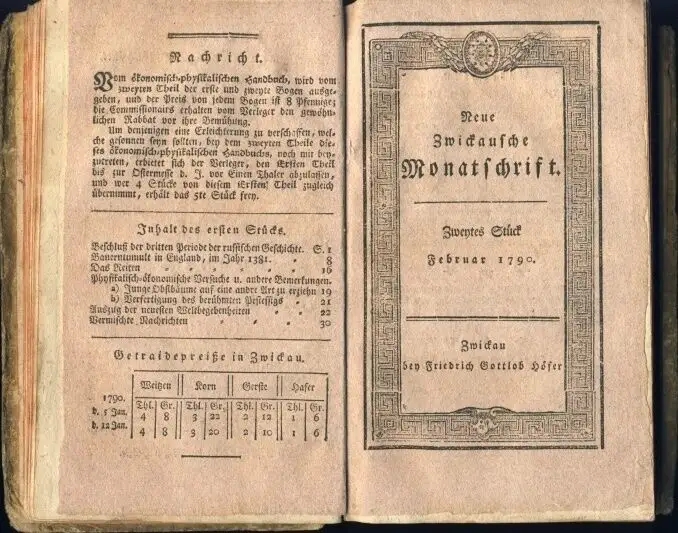 Nachricht.
Vom ökonomisch-physikalischen Handbuch, wird vom
zweyten Theil der erste und zweyte Bogen ausge-
geben, und der Preis von jedem Bogen ist 8 Pfennige;
die Commissionairs erhalten vom Verleger den gewöhn-
lichen Rabbat vor ihre Bemühung.
Um denjenigen eine Erleichterung zu verschaffen, wel-
che gesonnen seyn sollten, bey dem zweyten Theile die-
ses ökonomisch-physikalischen Handbuchs, noch mit bey-
zutreten, erbietet sich der Verleger, den Ersten Theil
bis zur Ostermesse d. J. vor Einen Thaler abzulassen,
und wer 4 Stücke von diesem Ersten Theil zugleich
übernimmt, erhält das 5te Stück frey.
Inhalt des ersten Stücks.
Beschluß der dritten Periode der russischen Geschichte. S. 1
Bauerntumult in England, im Jahr 1381. 8
Das Reiten 16
Physikalisch-ökonomische Versuche u. andere Bemerkungen.
a) Junge Obstbäume auf eine andre Art zu erziehn 19
b) Verfertigung des berühmten Pestessigs 21
Auszug der neuesten Weltbegebenheiten 22
Vermischte Nachrichten 30
Getraidepreiße in Zwickau.
Weitzen Korn Gerste Hafer
1790. Thl. Gr. Thl. Gr. Thl. Gr. Thl. Gr.
d. 5 Jan. 4 8 3 22 2 12 1 6
d. 12 Jan. 4 8 3 20 2 10 1 6
Neue
Zwickausche
Monatschrift.
Zweytes Stück
Februar 1790.
Zwickau
bey Friedrich Gottlob Höfer